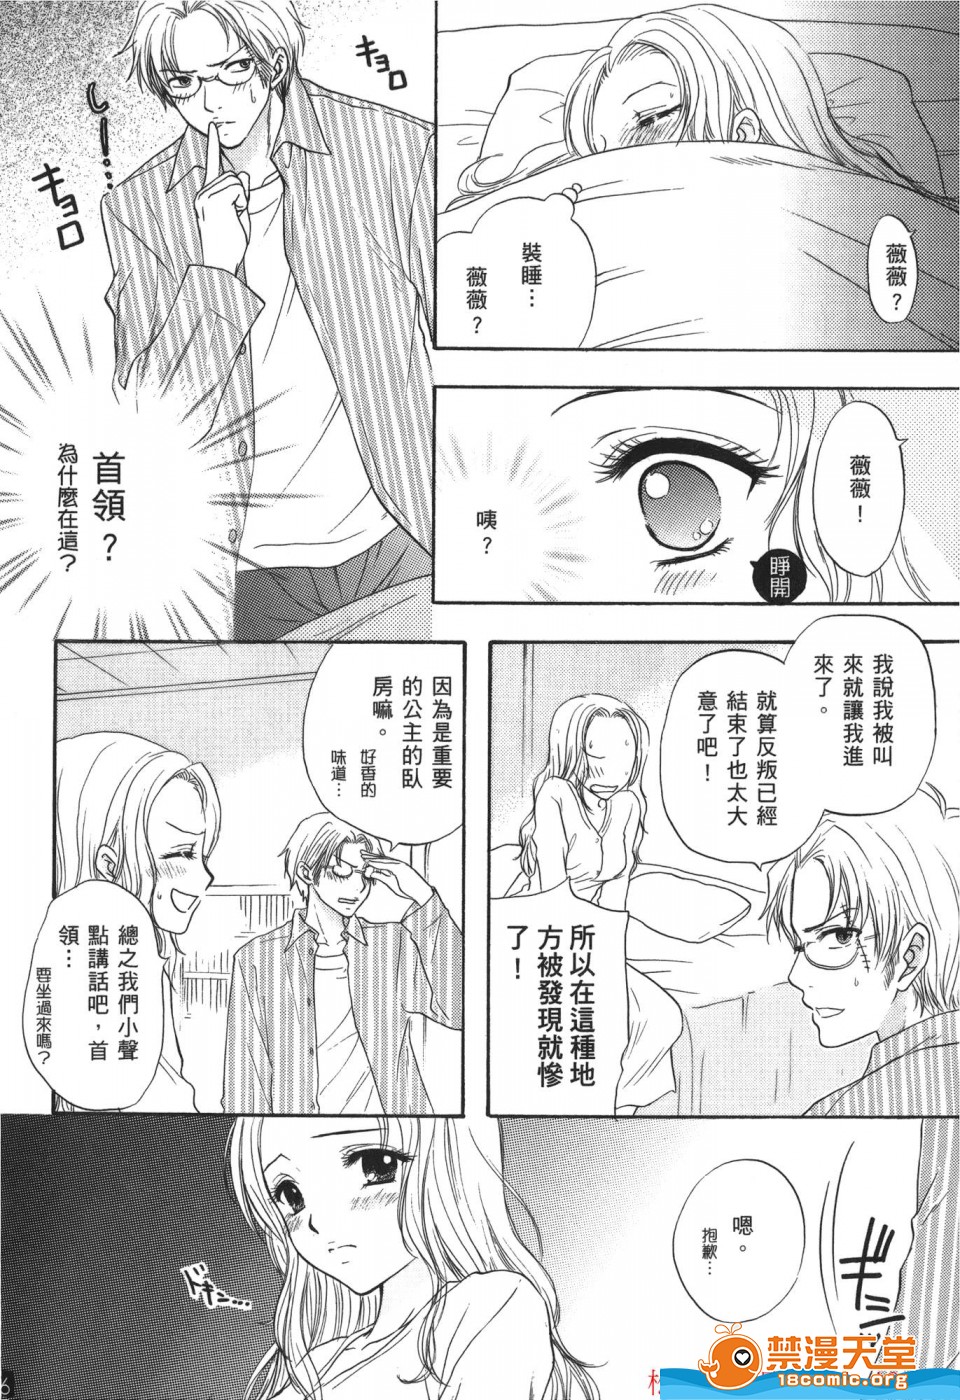 薇薇？
裝睡…
薇薇？
薇薇！
睜開
咦？
キョロ
しーー…
キョロ
首領？
為什麼在這？
我說我被叫
來就讓我進
來了。
就算反叛已經
結束了也太大
意了吧！
所以在這種地
方被發現就慘
了！
因為是重要
的公主的臥
房嘛。
好香的
味道…
總之我們小聲
點講話吧，首
領…
要坐過來嗎？
嗯。
抱歉…
ギシッ
ドキン…
禁漫天堂
18comic.org